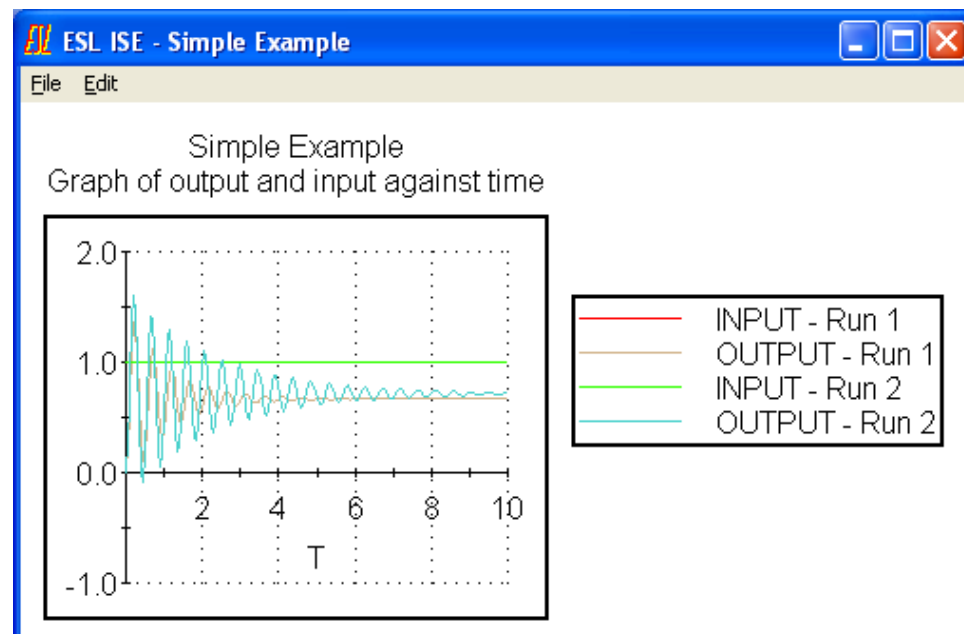 ESL ISE - Simple Example
File Edit
Simple Example
Graph of output and input against time
2.0
1.0
0.0
-1.0
2 4 6 8 10
T
INPUT - Run 1
OUTPUT - Run 1
INPUT - Run 2
OUTPUT - Run 2